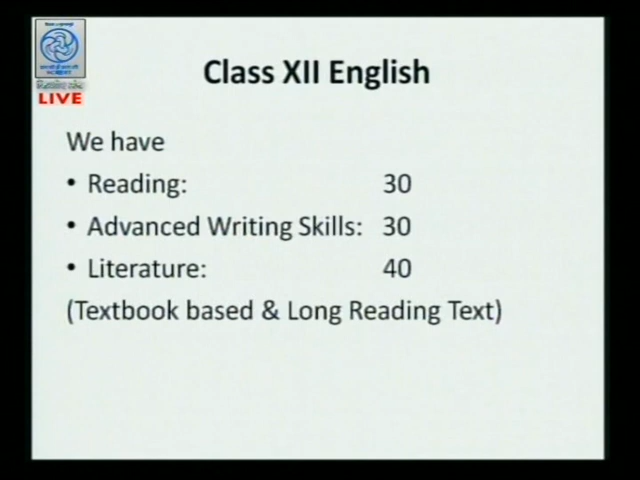 Class XII English
LIVE
We have
• Reading: 30
• Advanced Writing Skills: 30
• Literature: 40
(Textbook based & Long Reading Text)